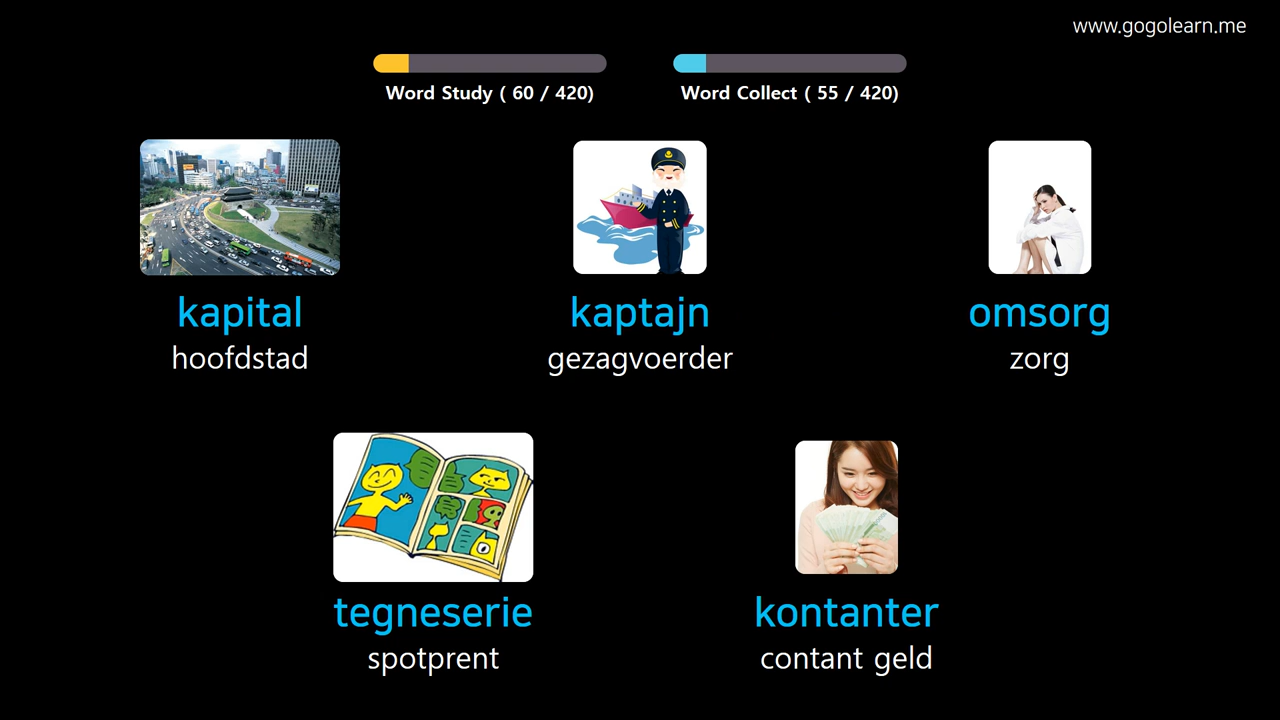 www.gogolearn.me
Word Study ( 60 / 420)
Word Collect ( 55 / 420)
kapital
hoofdstad
kaptajn
gezagvoerder
omsorg
zorg
tegneserie
spotprent
kontanter
contant geld